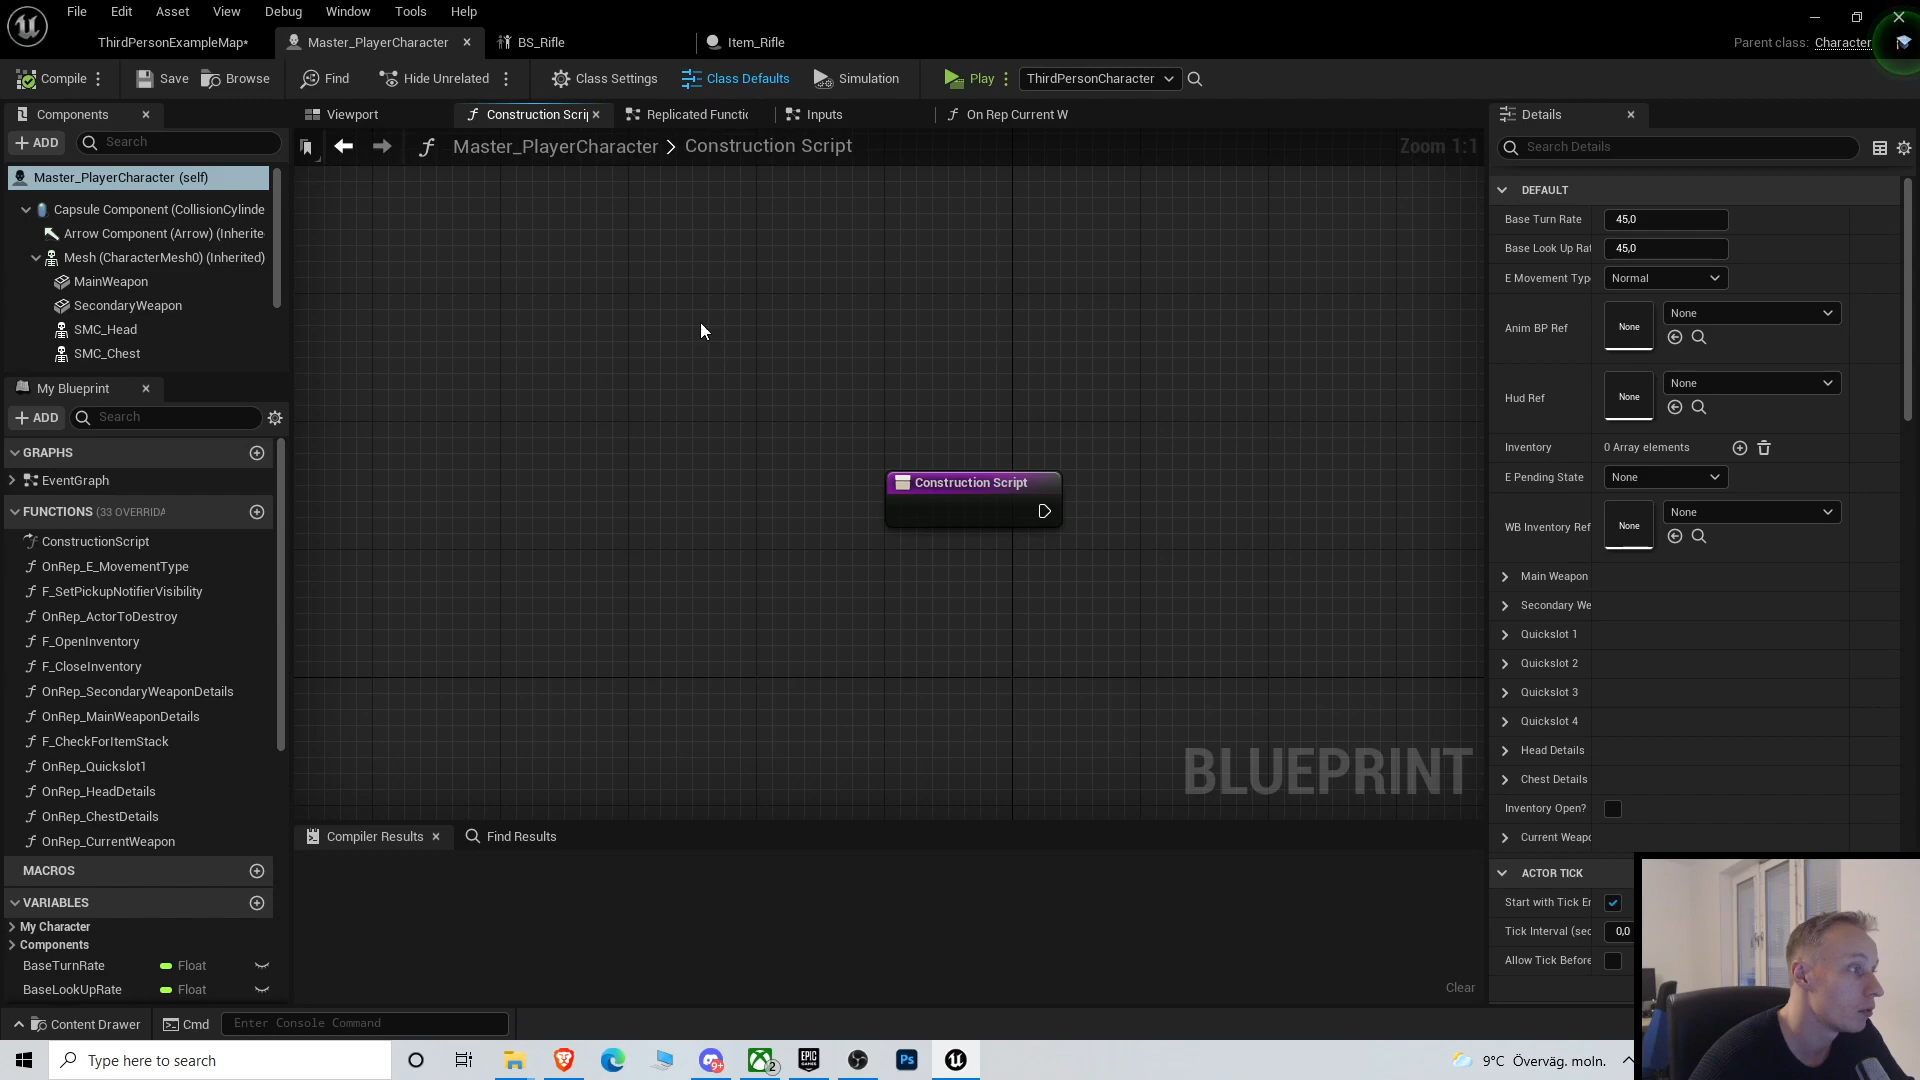 File Edit Asset View Debug Window Tools Help
ThirdPersonExampleMap* Master_PlayerCharacter BS_Rifle Item_Rifle Parent class: Character
Compile Save Browse Find Hide Unrelated Class Settings Class Defaults Simulation Play ThirdPersonCharacter
Components
ADD Search
Master_PlayerCharacter (self)
Capsule Component (CollisionCylinde
Arrow Component (Arrow) (Inherite
Mesh (CharacterMesh0) (Inherited)
MainWeapon
SecondaryWeapon
SMC_Head
SMC_Chest
My Blueprint
ADD Search
GRAPHS
EventGraph
FUNCTIONS (33 OVERRIDA
ConstructionScript
OnRep_E_MovementType
F_SetPickupNotifierVisibility
OnRep_ActorToDestroy
F_OpenInventory
F_CloseInventory
OnRep_SecondaryWeaponDetails
OnRep_MainWeaponDetails
F_CheckForItemStack
OnRep_Quickslot1
OnRep_HeadDetails
OnRep_ChestDetails
OnRep_CurrentWeapon
MACROS
VARIABLES
My Character
Components
BaseTurnRate Float
BaseLookUpRate Float
Viewport Construction Scrip Replicated Functic Inputs On Rep Current W
Master_PlayerCharacter > Construction Script Zoom 1:1
Construction Script
BLUEPRINT
Compiler Results Find Results
Clear
Details
Search Details
DEFAULT
Base Turn Rate 45,0
Base Look Up Rat 45,0
E Movement Typ Normal
Anim BP Ref None None
Hud Ref None None
Inventory 0 Array elements
E Pending State None
WB Inventory Ref None None
Main Weapon
Secondary We
Quickslot 1
Quickslot 2
Quickslot 3
Quickslot 4
Head Details
Chest Details
Inventory Open?
Current Weapo
ACTOR TICK
Start with Tick En
Tick Interval (sec 0,0
Allow Tick Before
Content Drawer Cmd Enter Console Command
Type here to search 9+ 2 EPIC GAMES Ps 9°C Överväg. moln.